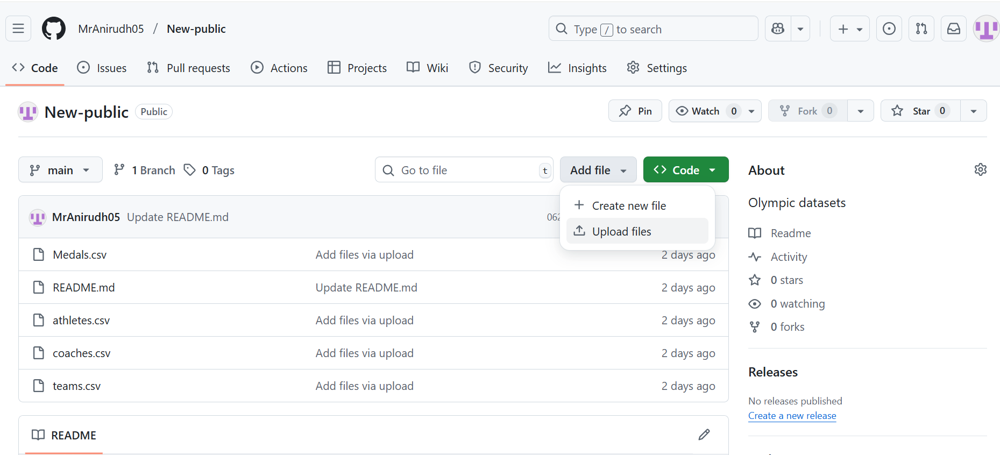 MrAnirudh05 / New-public
Type / to search
Code Issues Pull requests Actions Projects Wiki Security Insights Settings
New-public Public
Pin Watch 0 Fork 0 Star 0
main 1 Branch 0 Tags
Go to file t
Add file Code
Create new file
Upload files
MrAnirudh05 Update README.md
Medals.csv Add files via upload 2 days ago
README.md Update README.md 2 days ago
athletes.csv Add files via upload 2 days ago
coaches.csv Add files via upload 2 days ago
teams.csv Add files via upload 2 days ago
README
About
Olympic datasets
Readme
Activity
0 stars
0 watching
0 forks
Releases
No releases published
Create a new release